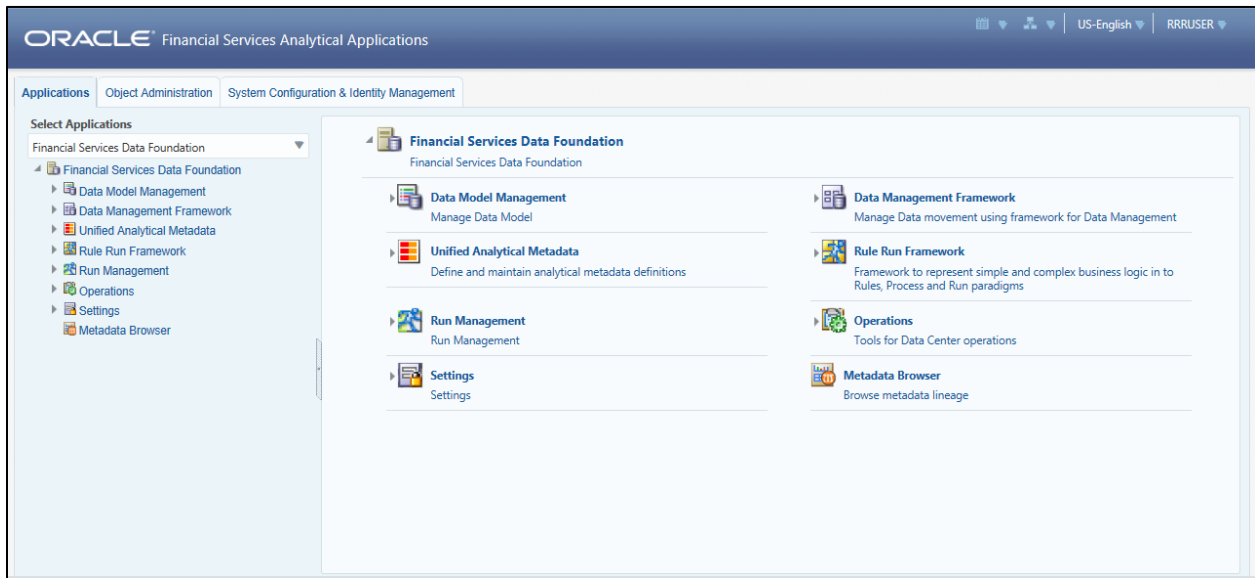 ORACLE® Financial Services Analytical Applications
US-English
RRRUSER
Applications
Object Administration
System Configuration & Identity Management
Select Applications
Financial Services Data Foundation
Financial Services Data Foundation
Data Model Management
Data Management Framework
Unified Analytical Metadata
Rule Run Framework
Run Management
Operations
Settings
Metadata Browser
Financial Services Data Foundation
Financial Services Data Foundation
Data Model Management
Manage Data Model
Data Management Framework
Manage Data movement using framework for Data Management
Unified Analytical Metadata
Define and maintain analytical metadata definitions
Rule Run Framework
Framework to represent simple and complex business logic in to
Rules, Process and Run paradigms
Run Management
Run Management
Operations
Tools for Data Center operations
Settings
Settings
Metadata Browser
Browse metadata lineage